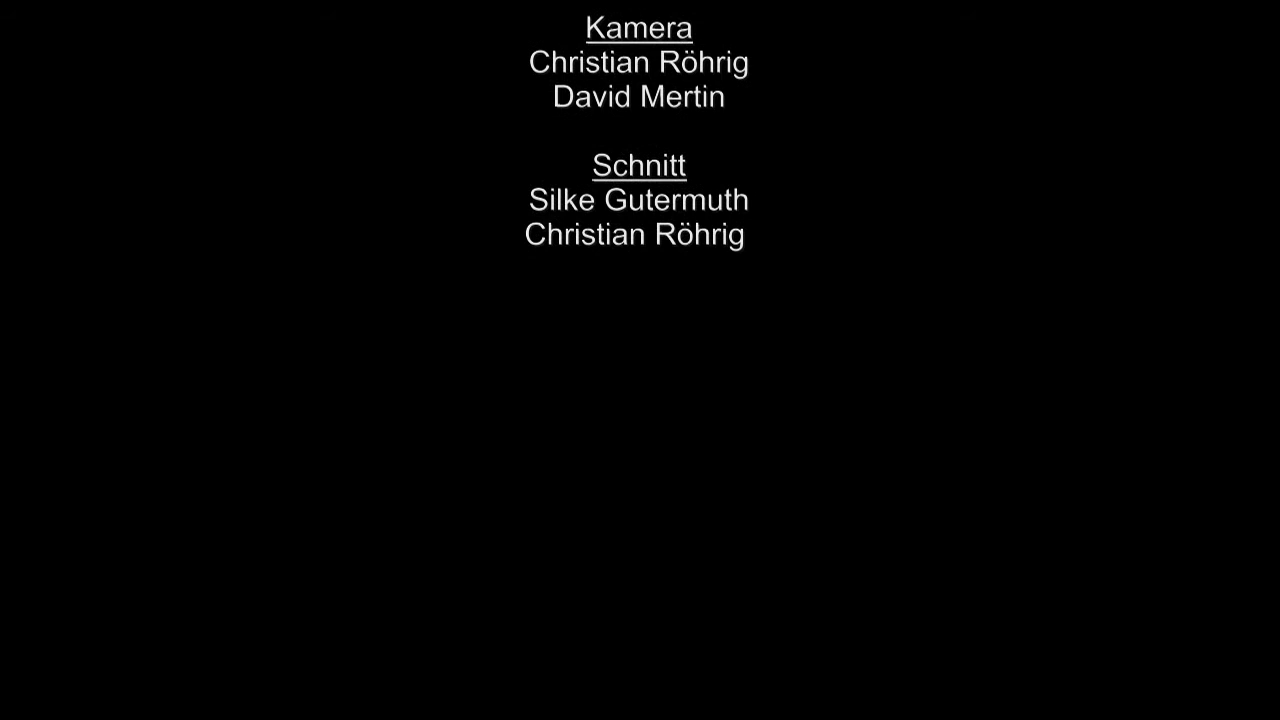 Kamera
Christian Röhrig
David Mertin
Schnitt
Silke Gutermuth
Christian Röhrig